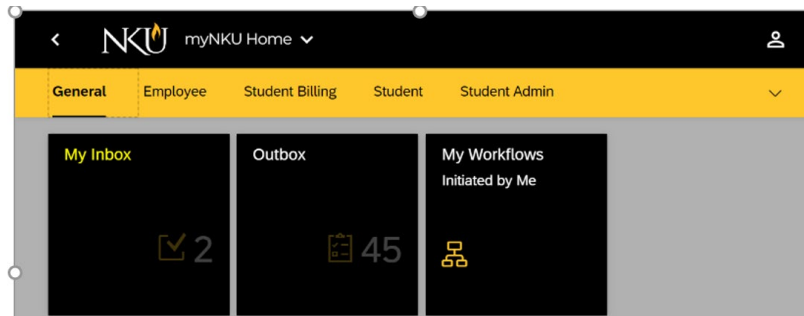 NKU myNKU Home
General Employee Student Billing Student Student Admin
My Inbox
2
Outbox
45
My Workflows
Initiated by Me